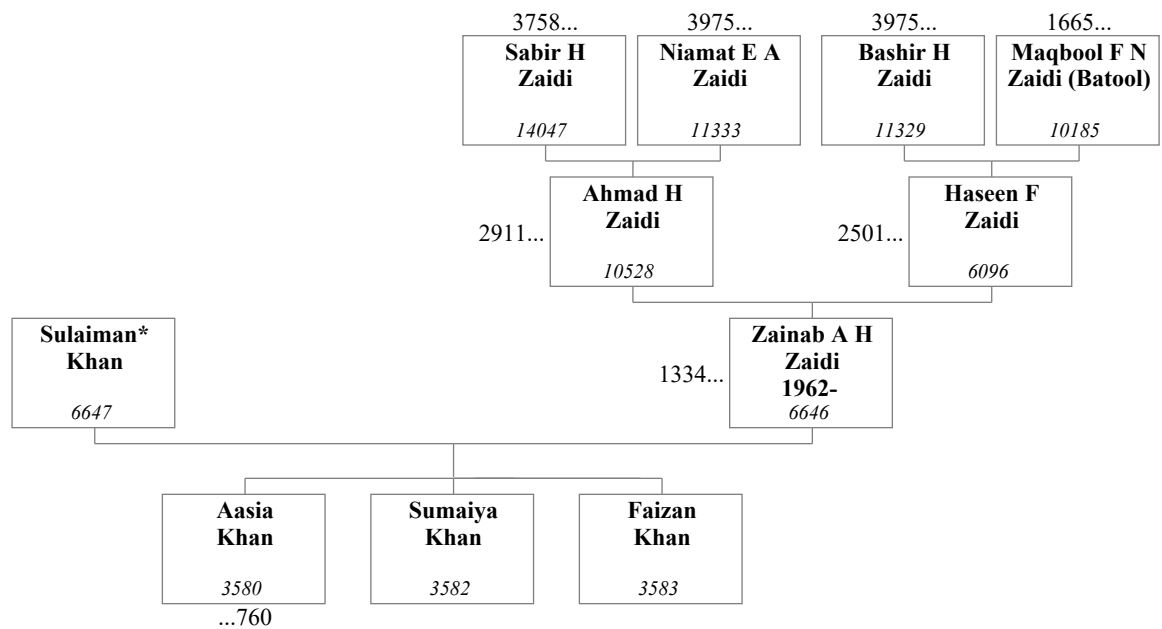 3758... 3975... 3975... 1665...
Sabir H Niamat E A Bashir H Maqbool F N
Zaidi Zaidi Zaidi Zaidi (Batool)
14047 11333 11329 10185
Ahmad H Haseen F
Zaidi Zaidi
2911... 2501...
10528 6096
Sulaiman* Zainab A H
Khan Zaidi
1334... 1962-
6647 6646
Aasia Sumaiya Faizan
Khan Khan Khan
3580 3582 3583
...760